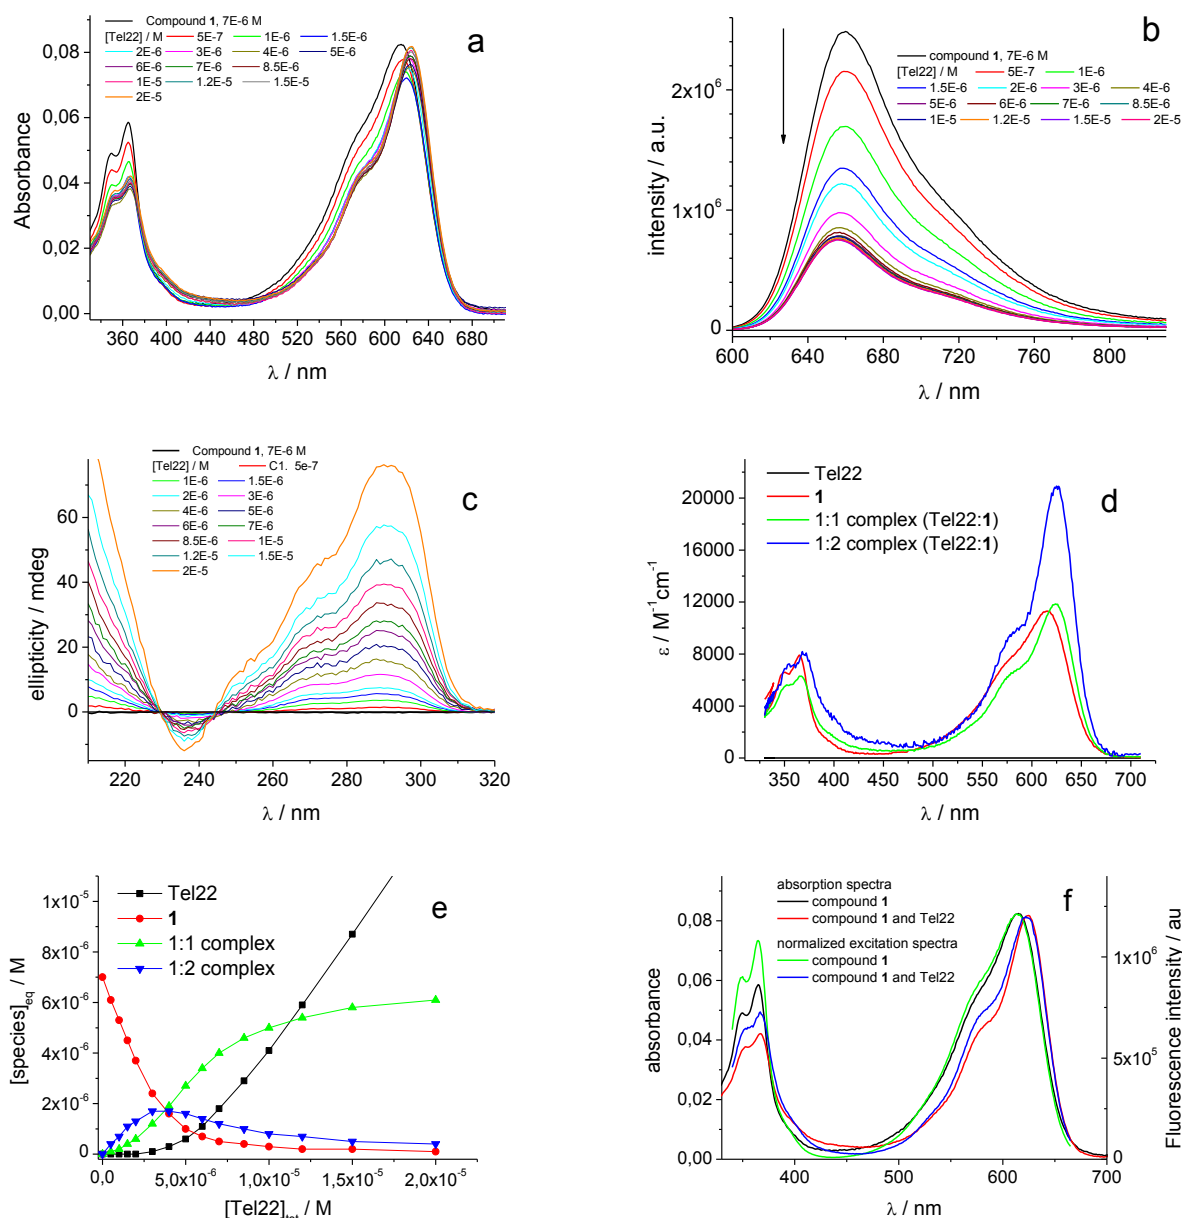 a
Compound 1, 7E-6 M
[Tel22] / M 5E-7 1E-6 1.5E-6
2E-6 3E-6 4E-6 5E-6
6E-6 7E-6 8.5E-6
1E-5 1.2E-5 1.5E-5
2E-5
0,08
0,06
0,04
0,02
0,00
Absorbance
360 400 440 480 520 560 600 640 680
λ / nm
b
compound 1, 7E-6 M
[Tel22] / M 5E-7 1E-6
1.5E-6 2E-6 3E-6 4E-6
5E-6 6E-6 7E-6 8.5E-6
1E-5 1.2E-5 1.5E-5 2E-5
2x10⁶
1x10⁶
0
intensity / a.u.
600 640 680 720 760 800
λ / nm
c
Compound 1, 7E-6 M
[Tel22] / M C1. 5e-7
1E-6 1.5E-6
2E-6 3E-6
4E-6 5E-6
6E-6 7E-6
8.5E-6 1E-5
1.2E-5 1.5E-5
2E-5
60
40
20
0
ellipticity / mdeg
220 240 260 280 300 320
λ / nm
d
Tel22
1
1:1 complex (Tel22:1)
1:2 complex (Tel22:1)
20000
16000
12000
8000
4000
0
ε / M⁻¹cm⁻¹
350 400 450 500 550 600 650 700
λ / nm
e
Tel22
1
1:1 complex
1:2 complex
1x10⁻⁵
8x10⁻⁶
6x10⁻⁶
4x10⁻⁶
2x10⁻⁶
0
[species]eq / M
0,0 5,0x10⁻⁶ 1,0x10⁻⁵ 1,5x10⁻⁵ 2,0x10⁻⁵
[Tel22]tot / M
f
absorption spectra
compound 1
compound 1 and Tel22
normalized excitation spectra
compound 1
compound 1 and Tel22
0,08
0,06
0,04
0,02
0,00
absorbance
1x10⁶
5x10⁵
0
Fluorescence intensity / au
400 500 600 700
λ / nm